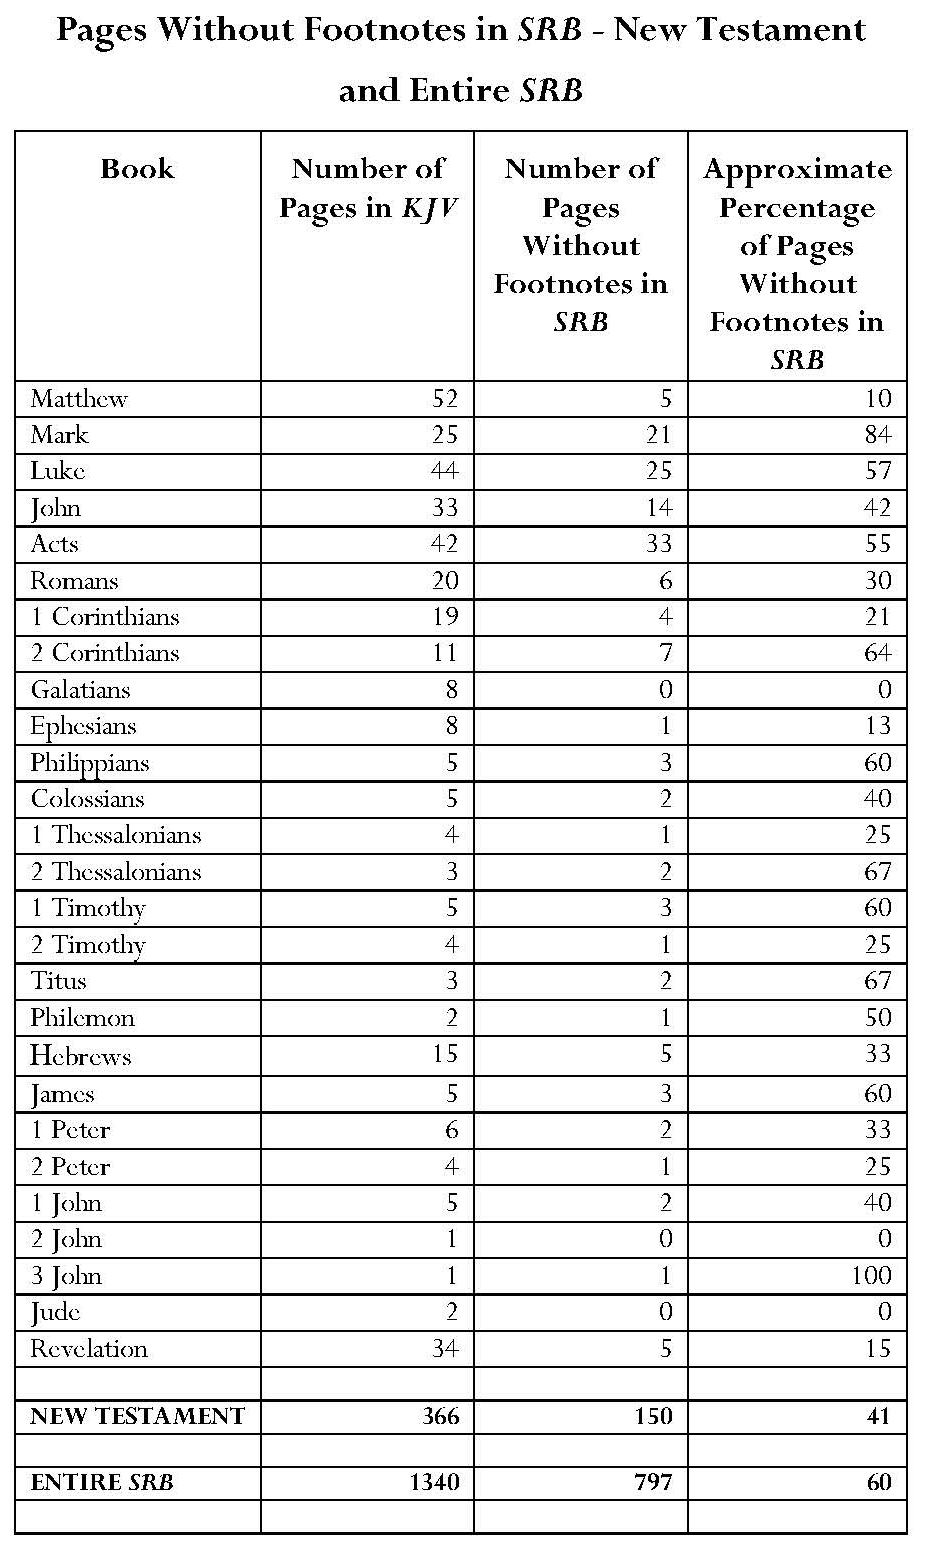 Pages Without Footnotes in SRB - New Testament
and Entire SRB
Book Number of Pages in KJV Number of Pages Without Footnotes in SRB Approximate Percentage of Pages Without Footnotes in SRB
Matthew 52 5 10
Mark 25 21 84
Luke 44 25 57
John 33 14 42
Acts 42 33 55
Romans 20 6 30
1 Corinthians 19 4 21
2 Corinthians 11 7 64
Galatians 8 0 0
Ephesians 8 1 13
Philippians 5 3 60
Colossians 5 2 40
1 Thessalonians 4 1 25
2 Thessalonians 3 2 67
1 Timothy 5 3 60
2 Timothy 4 1 25
Titus 3 2 67
Philemon 2 1 50
Hebrews 15 5 33
James 5 3 60
1 Peter 6 2 33
2 Peter 4 1 25
1 John 5 2 40
2 John 1 0 0
3 John 1 1 100
Jude 2 0 0
Revelation 34 5 15
NEW TESTAMENT 366 150 41
ENTIRE SRB 1340 797 60